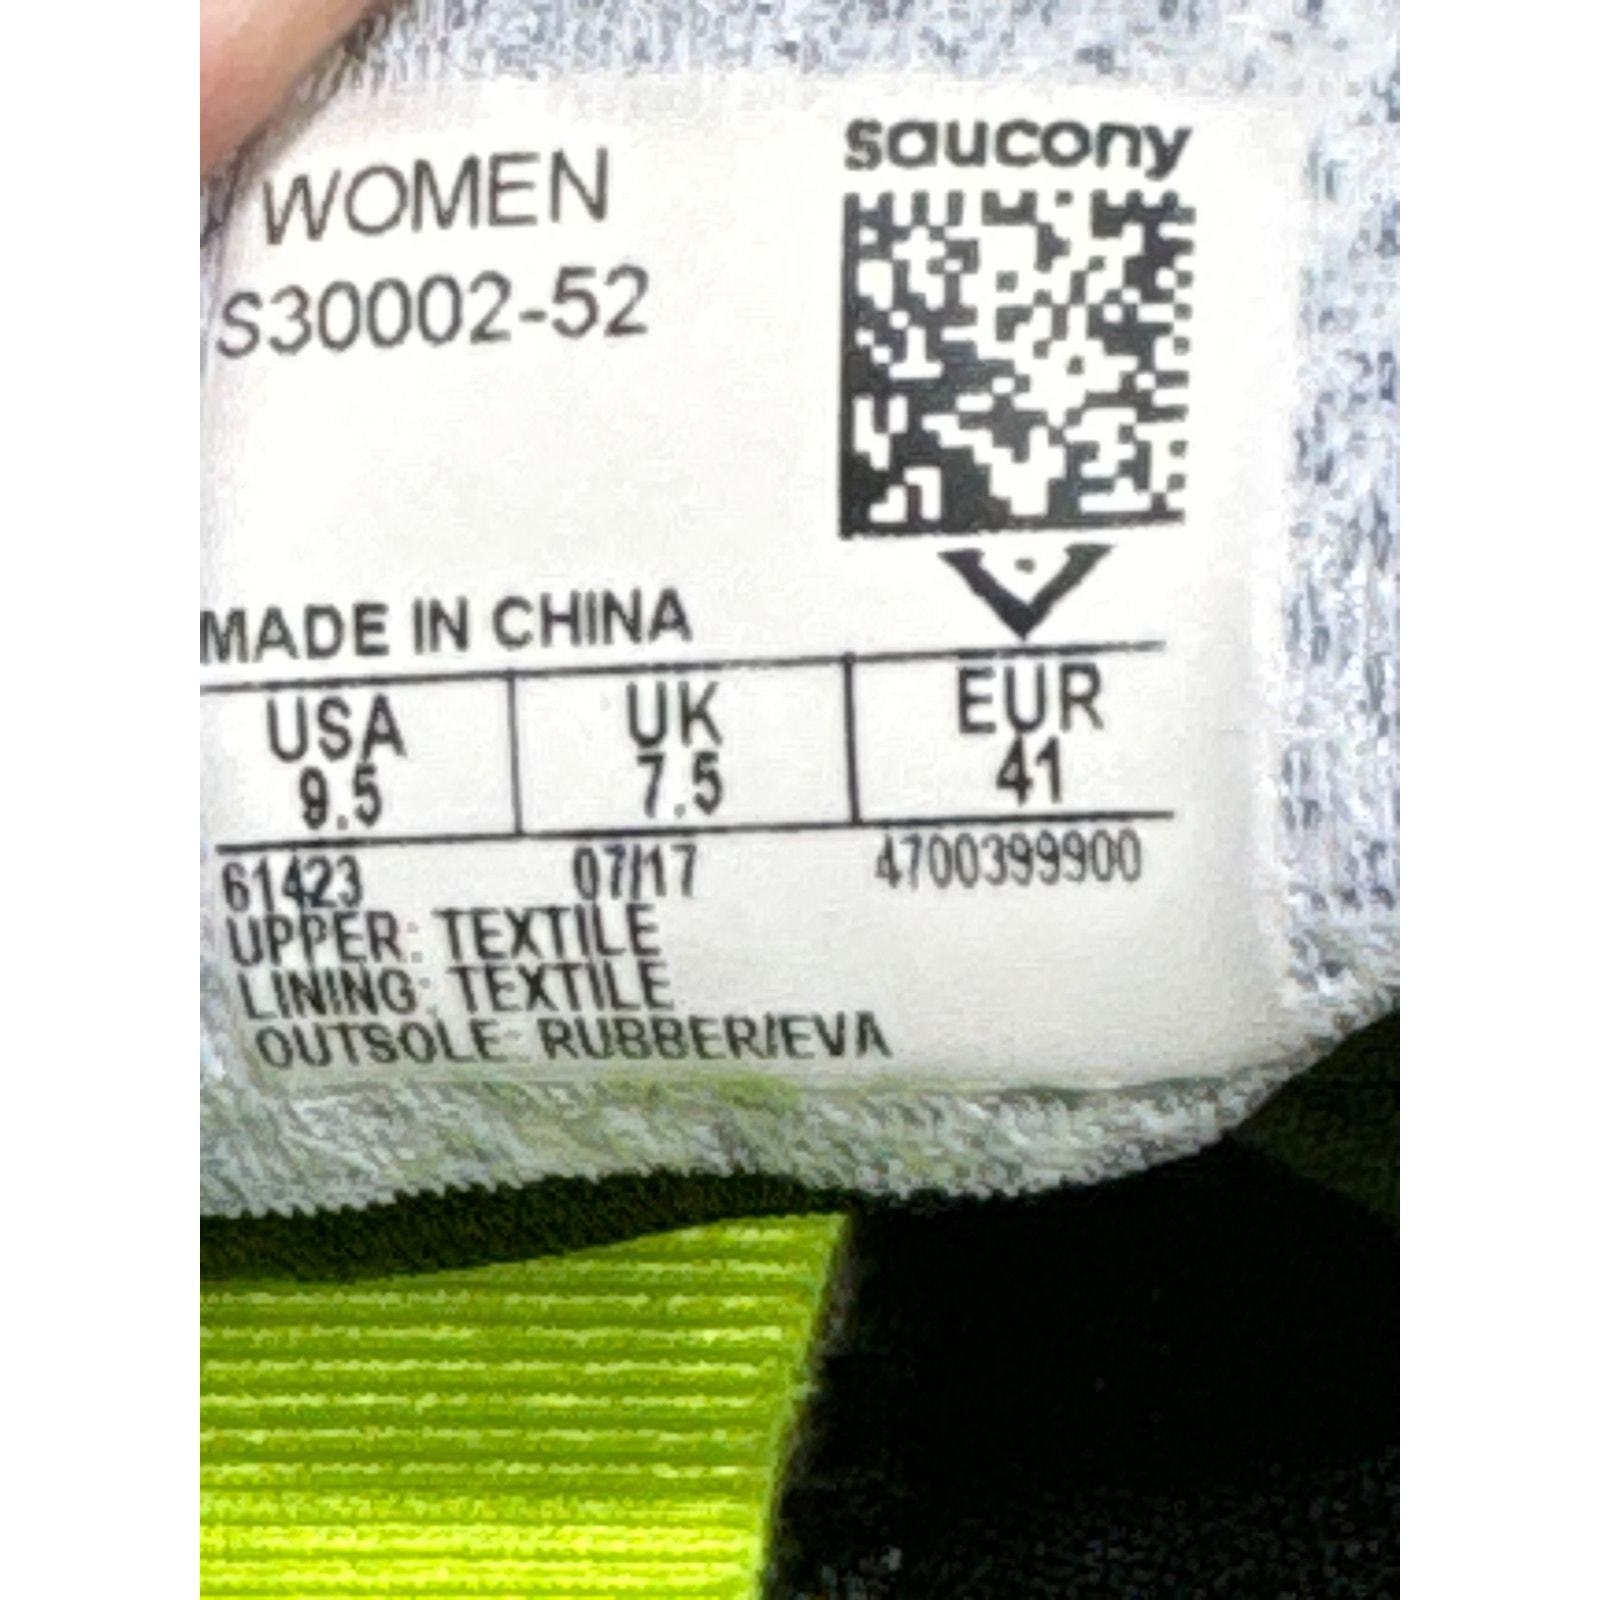 saucony
WOMEN
S30002-52
MADE IN CHINA
USA UK EUR
9.5 7.5 41
61423 07/17 4700399900
UPPER: TEXTILE
LINING: TEXTILE
OUTSOLE: RUBBER/EVA